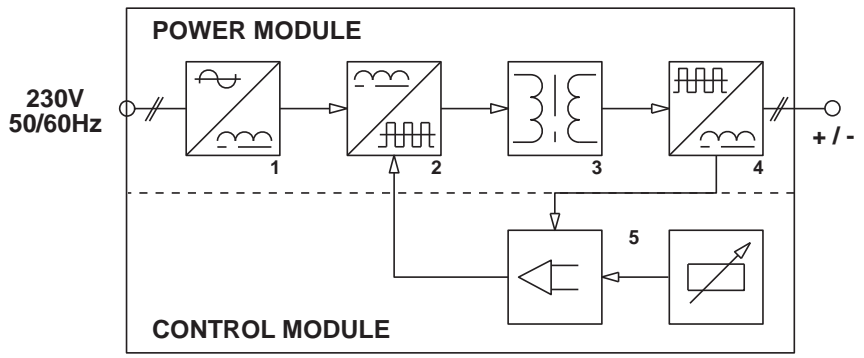 POWER MODULE
230V
50/60Hz
+ / -
1
2
3
4
5
CONTROL MODULE